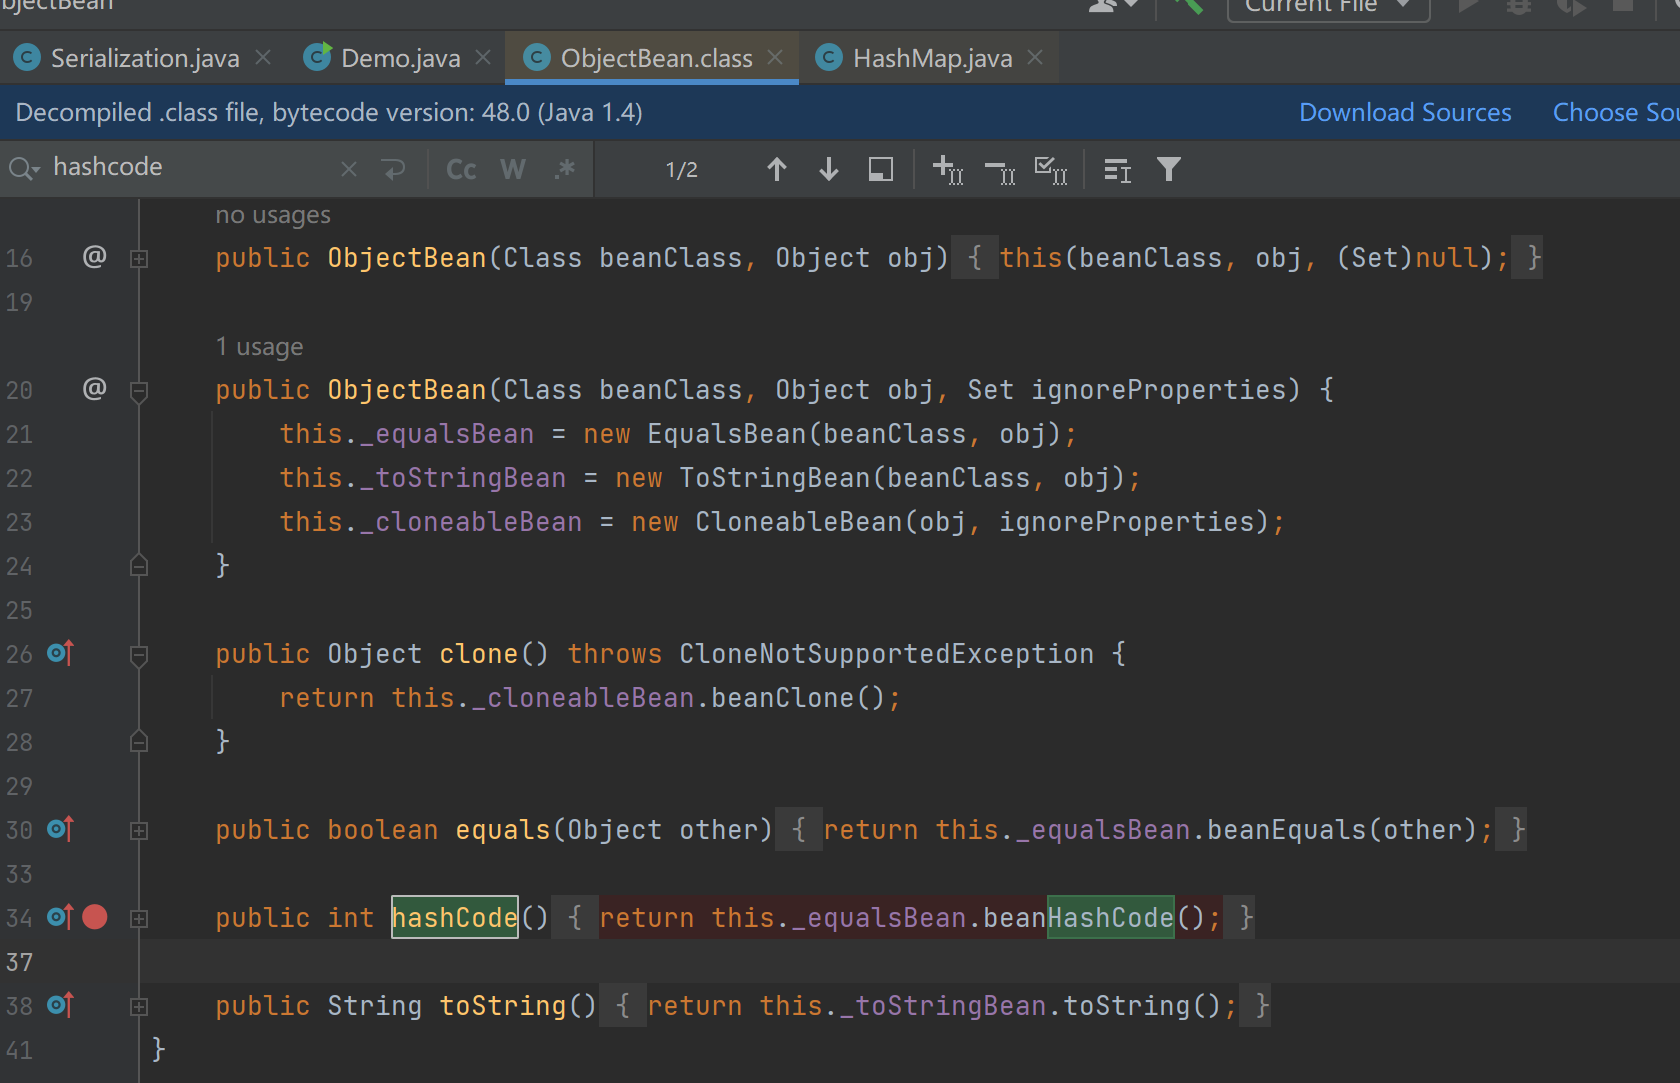 Current File
Serialization.java Demo.java ObjectBean.class HashMap.java
Decompiled .class file, bytecode version: 48.0 (Java 1.4) Download Sources Choose Sou
hashcode Cc W .* 1/2
no usages
16 @ public ObjectBean(Class beanClass, Object obj) { this(beanClass, obj, (Set)null); }
19
1 usage
20 @ public ObjectBean(Class beanClass, Object obj, Set ignoreProperties) {
21 this._equalsBean = new EqualsBean(beanClass, obj);
22 this._toStringBean = new ToStringBean(beanClass, obj);
23 this._cloneableBean = new CloneableBean(obj, ignoreProperties);
24 }
25
26 public Object clone() throws CloneNotSupportedException {
27 return this._cloneableBean.beanClone();
28 }
29
30 public boolean equals(Object other) { return this._equalsBean.beanEquals(other); }
33
34 public int hashCode() { return this._equalsBean.beanHashCode(); }
37
38 public String toString() { return this._toStringBean.toString(); }
41 }